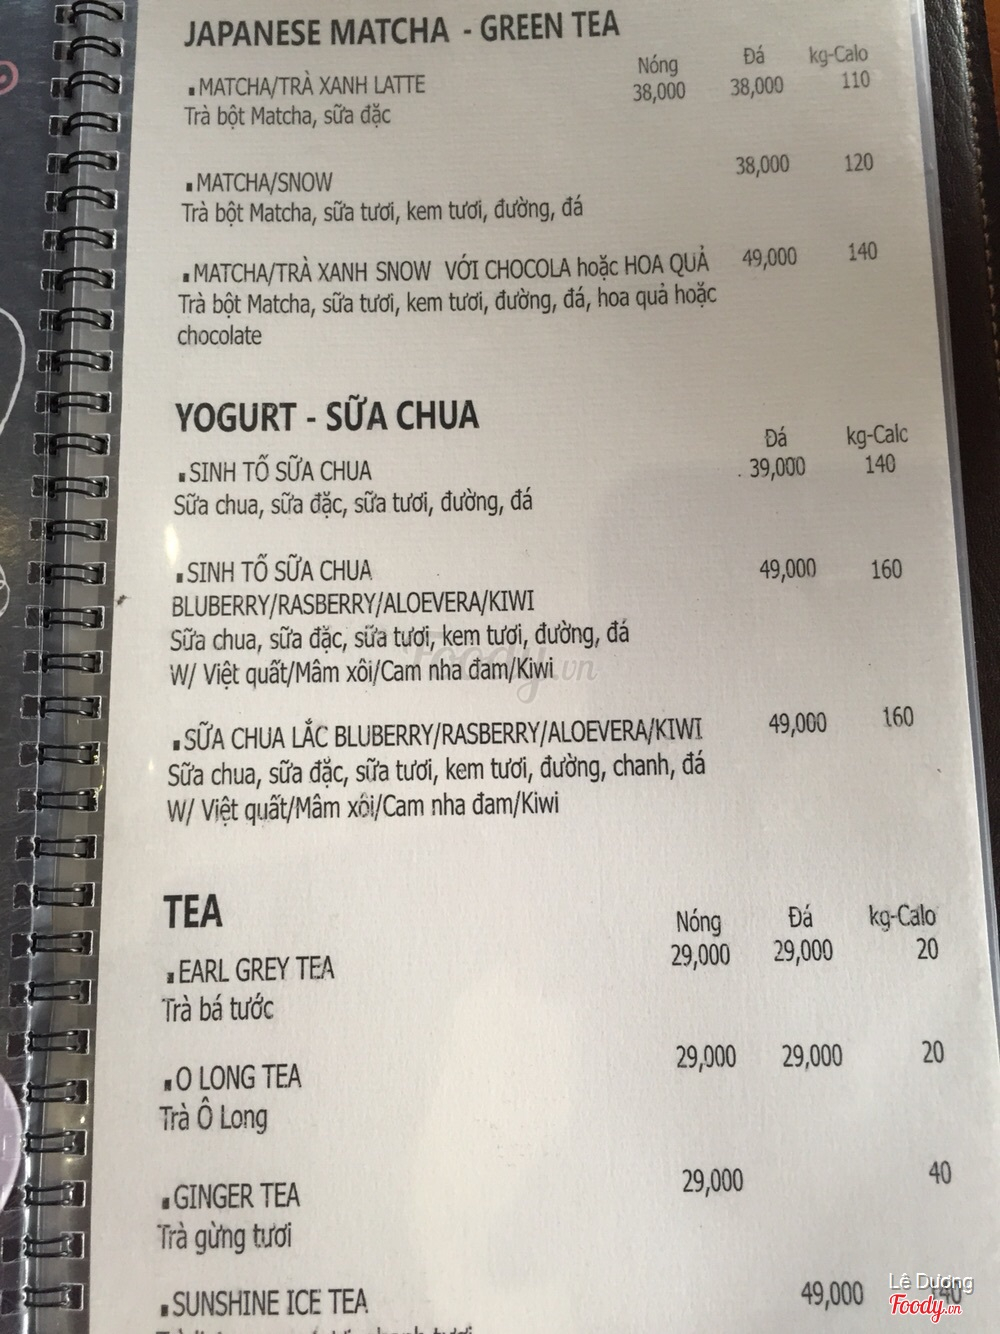 JAPANESE MATCHA - GREEN TEA
Nóng Đá kg-Calo
MATCHA/TRÀ XANH LATTE 38,000 38,000 110
Trà bột Matcha, sữa đặc
MATCHA/SNOW 38,000 120
Trà bột Matcha, sữa tươi, kem tươi, đường, đá
MATCHA/TRÀ XANH SNOW VỚI CHOCOLA hoặc HOA QUẢ 49,000 140
Trà bột Matcha, sữa tươi, kem tươi, đường, đá, hoa quả hoặc
chocolate
YOGURT - SỮA CHUA
Đá kg-Calc
SINH TỐ SỮA CHUA 39,000 140
Sữa chua, sữa đặc, sữa tươi, đường, đá
SINH TỐ SỮA CHUA 49,000 160
BLUBERRY/RASBERRY/ALOEVERA/KIWI
Sữa chua, sữa đặc, sữa tươi, kem tươi, đường, đá
W/ Việt quất/Mâm xôi/Cam nha đam/Kiwi
SỮA CHUA LẮC BLUBERRY/RASBERRY/ALOEVERA/KIWI 49,000 160
Sữa chua, sữa đặc, sữa tươi, kem tươi, đường, chanh, đá
W/ Việt quất/Mâm xôi/Cam nha đam/Kiwi
TEA
Nóng Đá kg-Calo
EARL GREY TEA 29,000 29,000 20
Trà bá tước
O LONG TEA 29,000 29,000 20
Trà Ô Long
GINGER TEA 29,000 40
Trà gừng tươi
SUNSHINE ICE TEA 49,000
Foody.vn
Lê Dương
Foody.vn